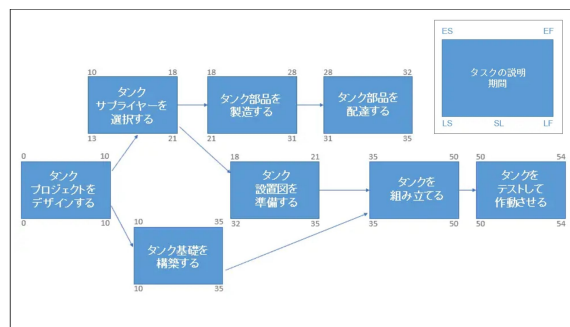 10 18
タンク
サプライヤーを
選択する
13 21
18 28
タンク部品を
製造する
21 31
28 32
タンク部品を
配達する
31 35
ES EF
タスクの説明
期間
LS SL LF
0 10
タンク
プロジェクトを
デザインする
0 10
18 21
タンク
設置図を
準備する
32 35
35 50
タンクを
組み立てる
35 50
50 54
タンクを
テストして
作動させる
50 54
10 35
タンク基礎を
構築する
10 35